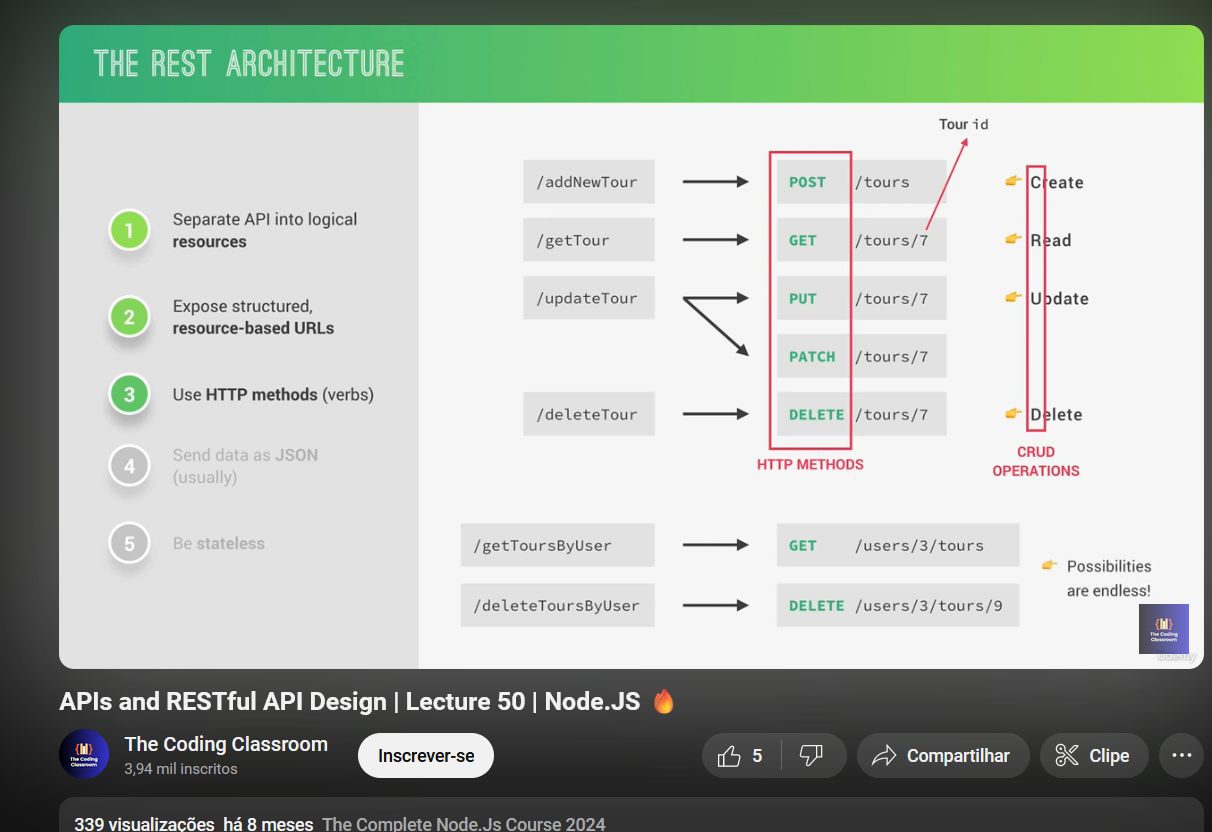 THE REST ARCHITECTURE
1
Separate API into logical
resources
2
Expose structured,
resource-based URLs
3
Use HTTP methods (verbs)
4
Send data as JSON
(usually)
5
Be stateless
Tour id
/addNewTour POST /tours Create
/getTour GET /tours/7 Read
/updateTour PUT /tours/7 Update
PATCH /tours/7
/deleteTour DELETE /tours/7 Delete
HTTP METHODS
CRUD
OPERATIONS
/getToursByUser GET /users/3/tours
/deleteToursByUser DELETE /users/3/tours/9
Possibilities
are endless!
The Coding
Classroom
udemy
APIs and RESTful API Design | Lecture 50 | Node.JS 🔥
The Coding
Classroom
The Coding Classroom
3,94 mil inscritos
Inscrever-se
5
Compartilhar
Clipe
339 visualizações há 8 meses The Complete Node.Js Course 2024